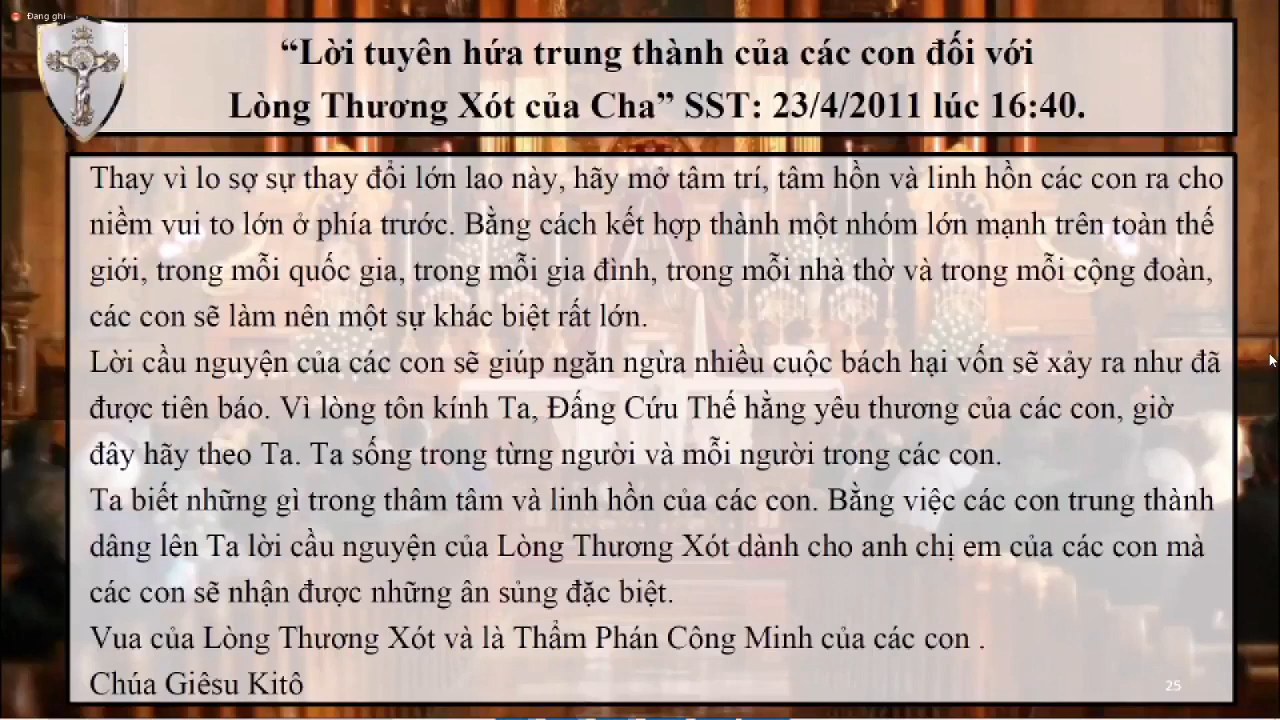 Đang ghi
“Lời tuyên hứa trung thành của các con đối với
Lòng Thương Xót của Cha” SST: 23/4/2011 lúc 16:40.
Thay vì lo sợ sự thay đổi lớn lao này, hãy mở tâm trí, tâm hồn và linh hồn các con ra cho
niềm vui to lớn ở phía trước. Bằng cách kết hợp thành một nhóm lớn mạnh trên toàn thế
giới, trong mỗi quốc gia, trong mỗi gia đình, trong mỗi nhà thờ và trong mỗi cộng đoàn,
các con sẽ làm nên một sự khác biệt rất lớn.
Lời cầu nguyện của các con sẽ giúp ngăn ngừa nhiều cuộc bách hại vốn sẽ xảy ra như đã
được tiên báo. Vì lòng tôn kính Ta, Đấng Cứu Thế hằng yêu thương của các con, giờ
đây hãy theo Ta. Ta sống trong từng người và mỗi người trong các con.
Ta biết những gì trong thâm tâm và linh hồn của các con. Bằng việc các con trung thành
dâng lên Ta lời cầu nguyện của Lòng Thương Xót dành cho anh chị em của các con mà
các con sẽ nhận được những ân sủng đặc biệt.
Vua của Lòng Thương Xót và là Thẩm Phán Công Minh của các con .
Chúa Giêsu Kitô
25